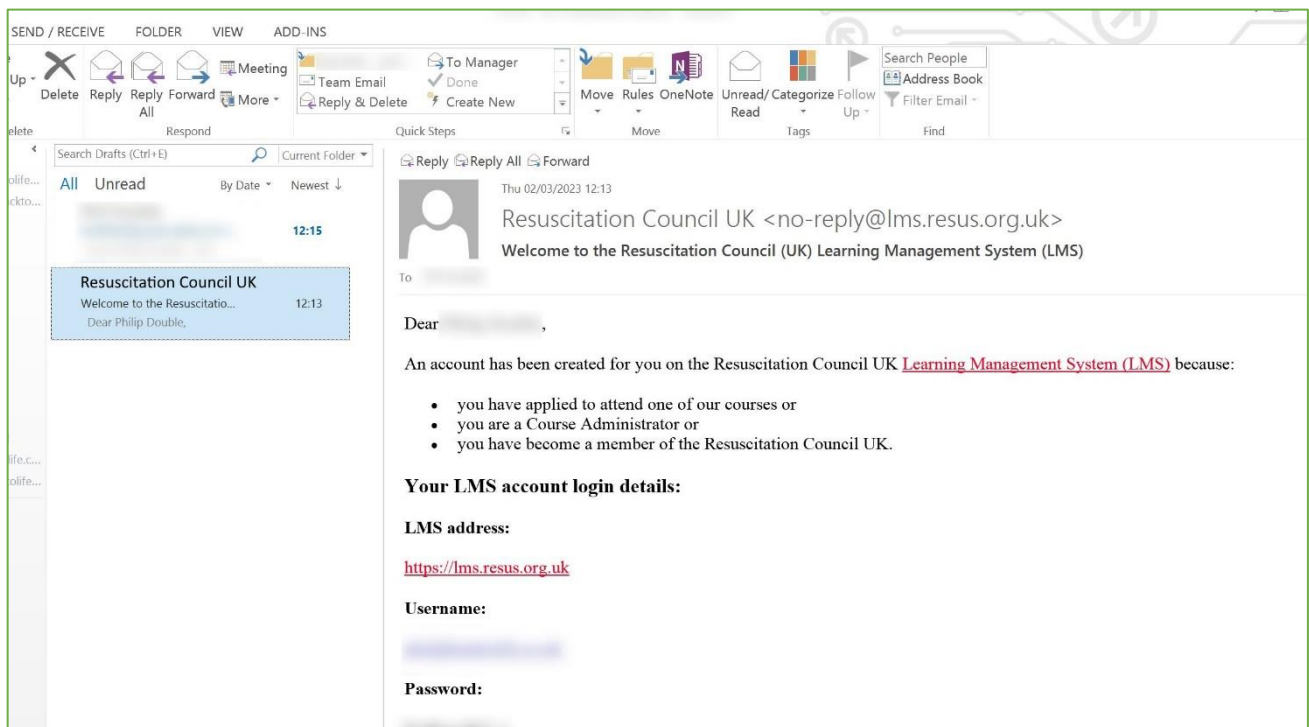 SEND / RECEIVE FOLDER VIEW ADD-INS
Up
Delete Reply Reply All Forward Meeting More
Team Email Reply & Delete To Manager Done Create New
Move Rules OneNote Unread/ Read Categorize Follow Up
Search People Address Book Filter Email
elete Respond Quick Steps Move Tags Find
Search Drafts (Ctrl+E) Current Folder
olife...
ckto...
All Unread By Date Newest ↓
12:15
Resuscitation Council UK
Welcome to the Resuscitatio... 12:13
Dear Philip Double,
life.c...
olife...
Reply Reply All Forward
Thu 02/03/2023 12:13
Resuscitation Council UK <no-reply@lms.resus.org.uk>
Welcome to the Resuscitation Council (UK) Learning Management System (LMS)
To
Dear ,
An account has been created for you on the Resuscitation Council UK Learning Management System (LMS) because:
• you have applied to attend one of our courses or
• you are a Course Administrator or
• you have become a member of the Resuscitation Council UK.
Your LMS account login details:
LMS address:
https://lms.resus.org.uk
Username:
Password: